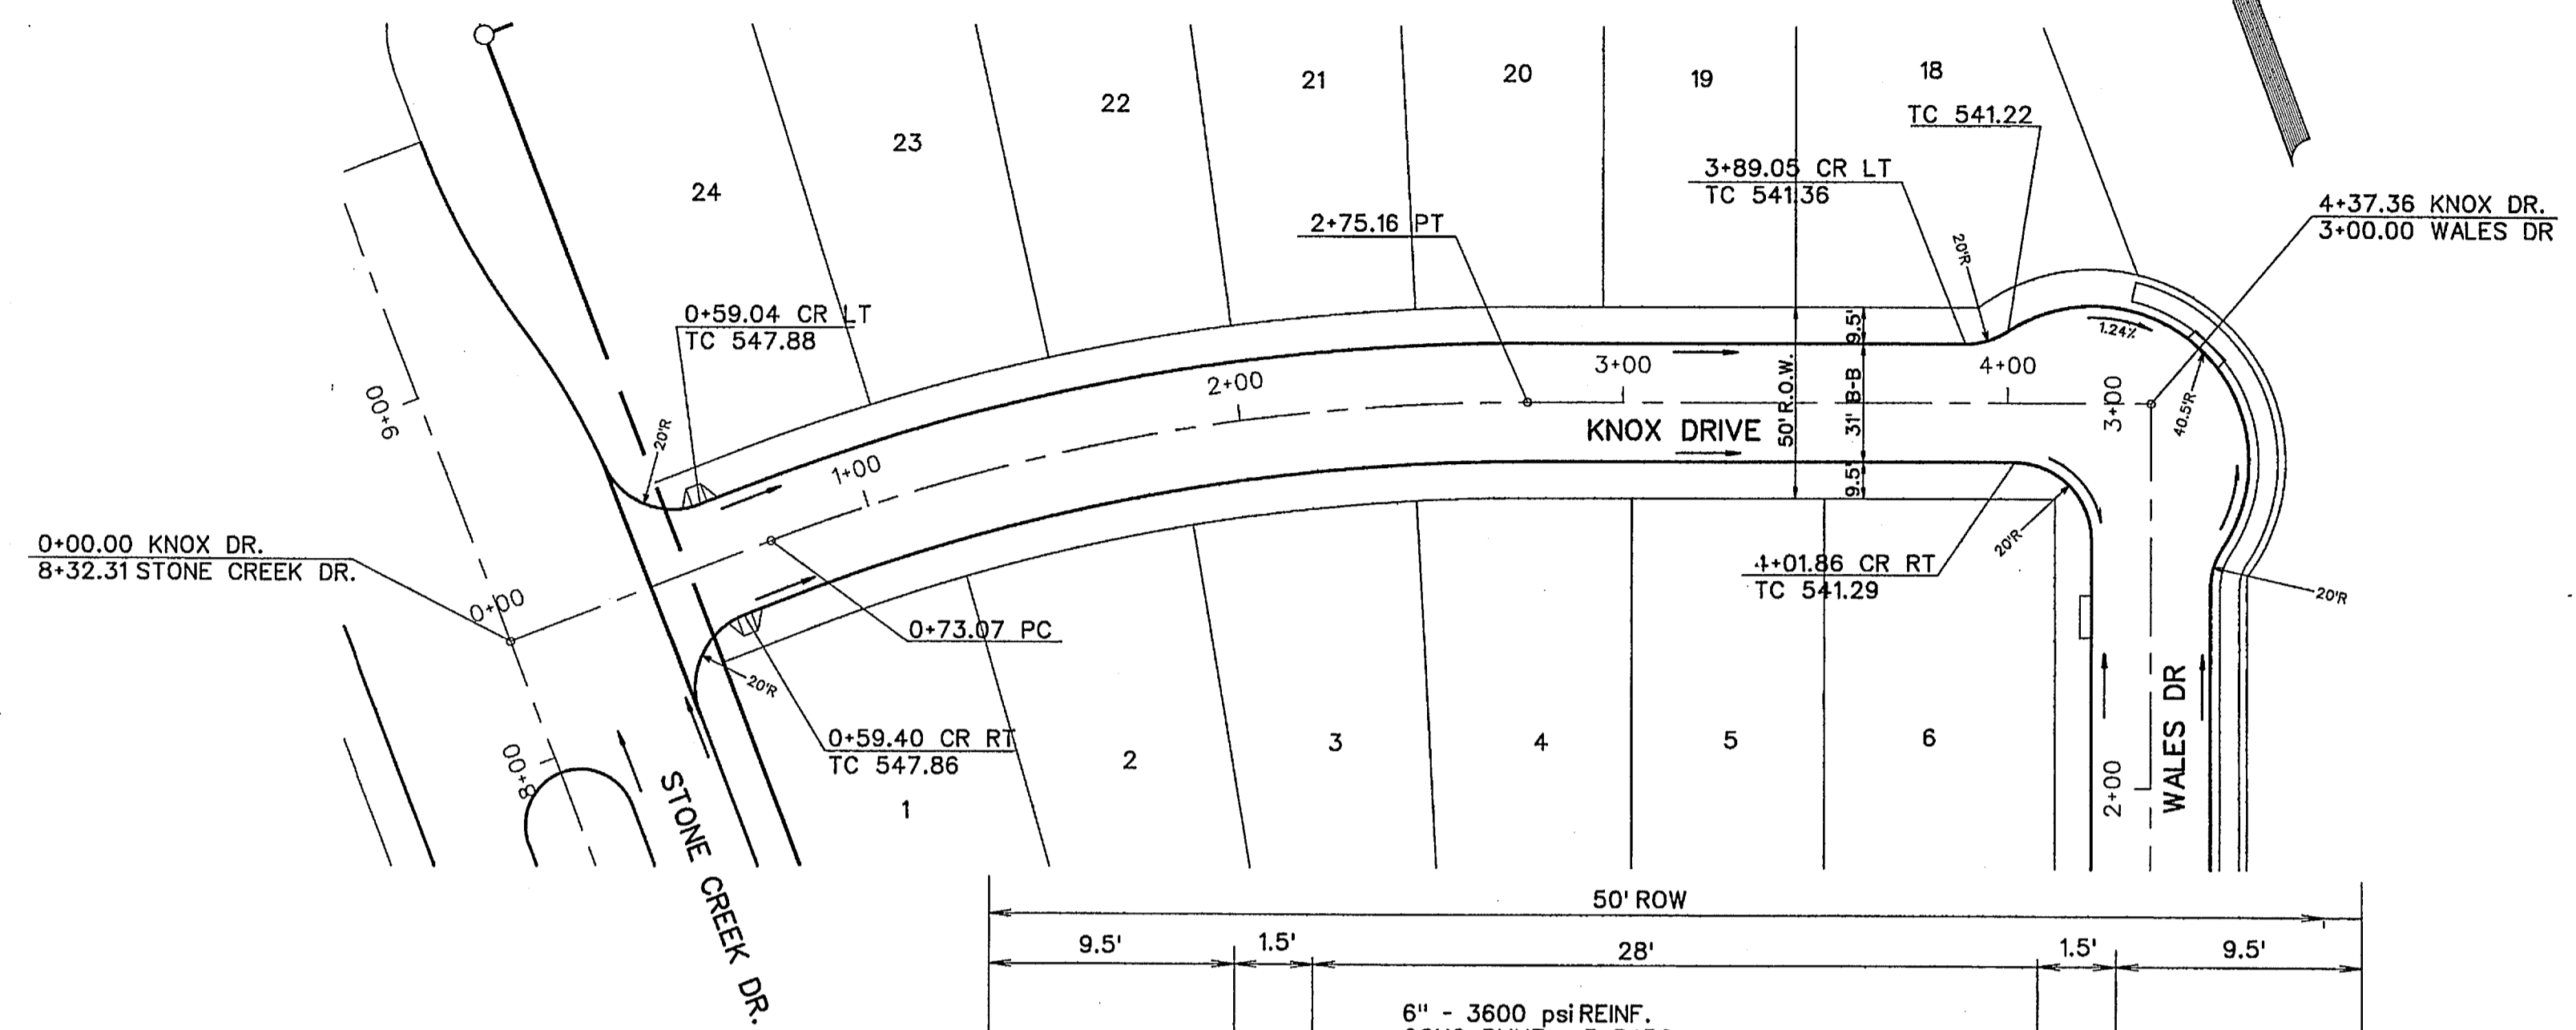 18
19
20
21
22
23
24
TC 541.22
3+89.05 CR LT
TC 541.36
2+75.16 PT
4+37.36 KNOX DR.
3+00.00 WALES DR
20'R
0+59.04 CR LT
TC 547.88
9.5'
1.24%
3+00
4+00
2+00
50' R.O.W.
31' B-B
3+00
40.5'R
9+00
20'R
KNOX DRIVE
1+00
9.5'
0+00.00 KNOX DR.
8+32.31 STONE CREEK DR.
0+00
20'R
4+01.86 CR RT
TC 541.29
20'R
0+73.07 PC
20'R
0+59.40 CR RT
TC 547.86
8+00
1
2
3
4
5
6
2+00
WALES DR
STONE CREEK DR.
50' ROW
9.5'
1.5'
28'
1.5'
9.5'
6" - 3600 psi REINF.